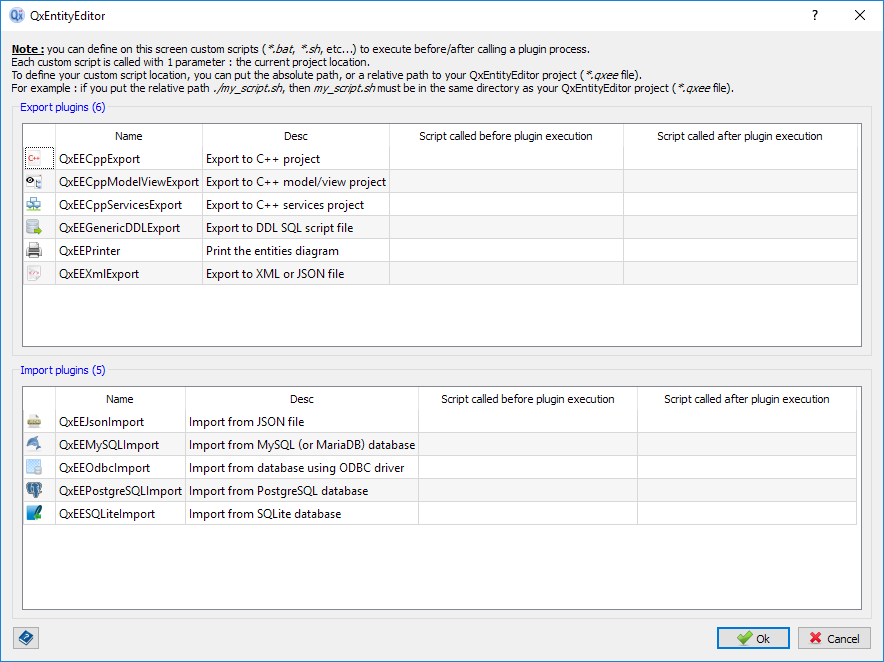 QxEntityEditor
Note : you can define on this screen custom scripts (*.bat, *.sh, etc...) to execute before/after calling a plugin process.
Each custom script is called with 1 parameter : the current project location.
To define your custom script location, you can put the absolute path, or a relative path to your QxEntityEditor project (*.qxee file).
For example : if you put the relative path ./my_script.sh, then my_script.sh must be in the same directory as your QxEntityEditor project (*.qxee file).
Export plugins (6)
Name Desc Script called before plugin execution Script called after plugin execution
C++ QxEECppExport Export to C++ project
QxEECppModelViewExport Export to C++ model/view project
QxEECppServicesExport Export to C++ services project
QxEEGenericDDLExport Export to DDL SQL script file
QxEEPrinter Print the entities diagram
QxEEXmlExport Export to XML or JSON file
Import plugins (5)
Name Desc Script called before plugin execution Script called after plugin execution
QxEEJsonImport Import from JSON file
QxEEMySQLImport Import from MySQL (or MariaDB) database
QxEEOdbcImport Import from database using ODBC driver
QxEEPostgreSQLImport Import from PostgreSQL database
QxEESQLiteImport Import from SQLite database
Ok Cancel